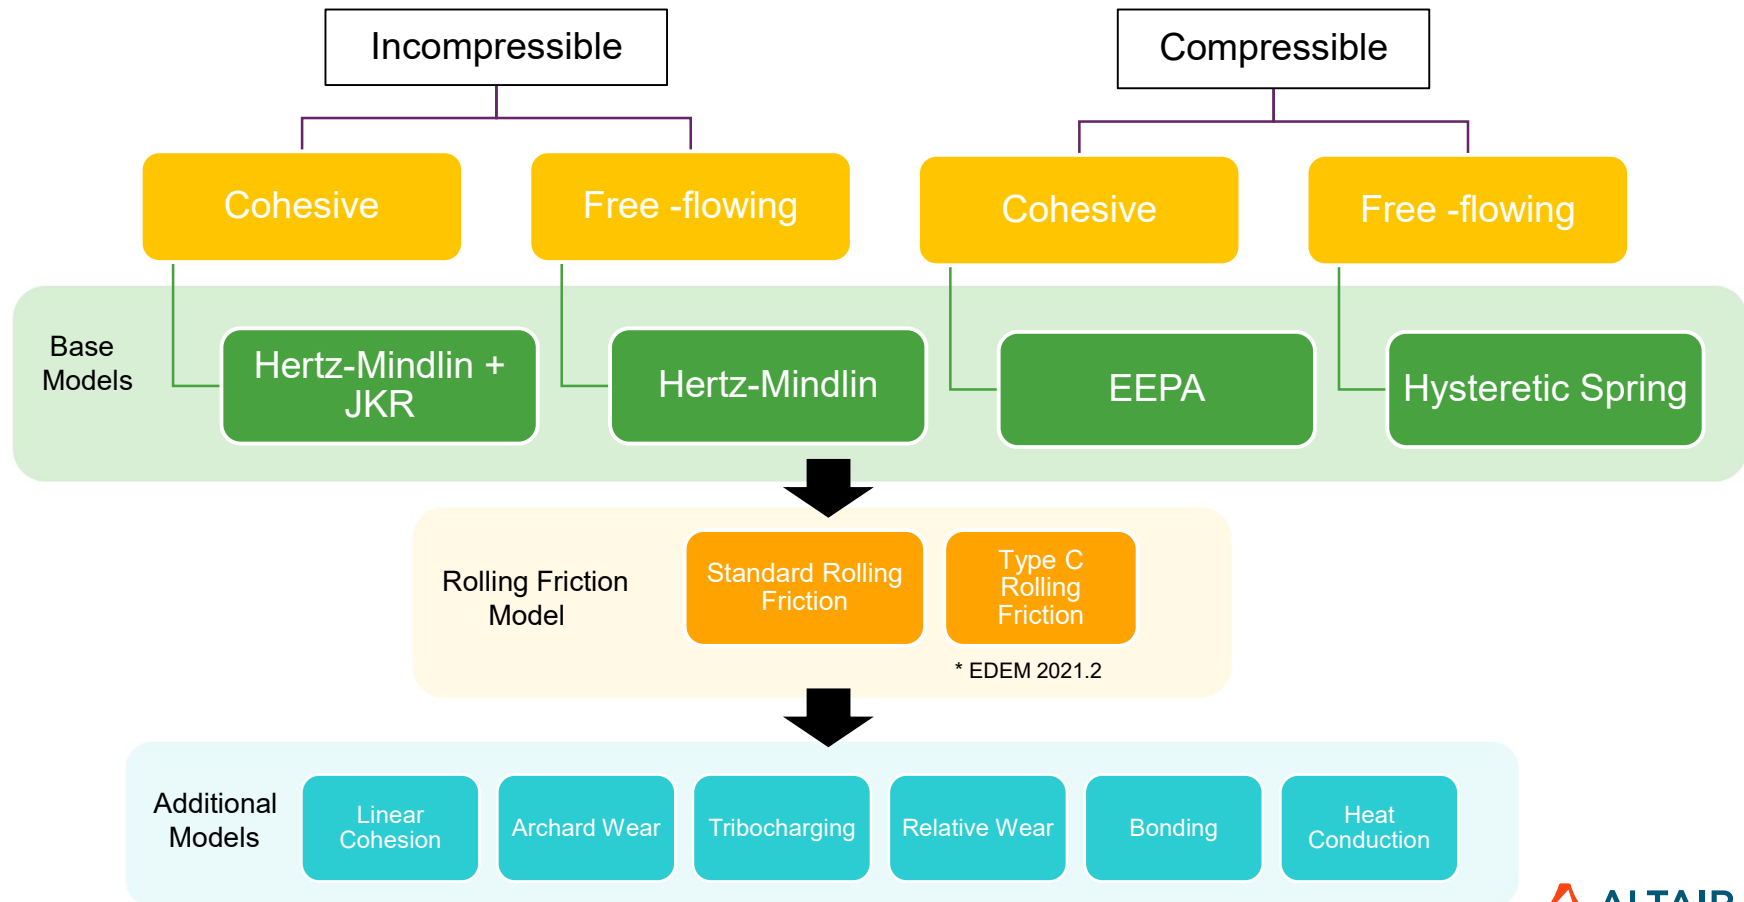 Incompressible
Compressible
Cohesive
Free -flowing
Cohesive
Free -flowing
Base
Models
Hertz-Mindlin +
JKR
Hertz-Mindlin
EEPA
Hysteretic Spring
Rolling Friction
Model
Standard Rolling
Friction
Type C
Rolling
Friction
* EDEM 2021.2
Additional
Models
Linear
Cohesion
Archard Wear
Tribocharging
Relative Wear
Bonding
Heat
Conduction
ALTAIR